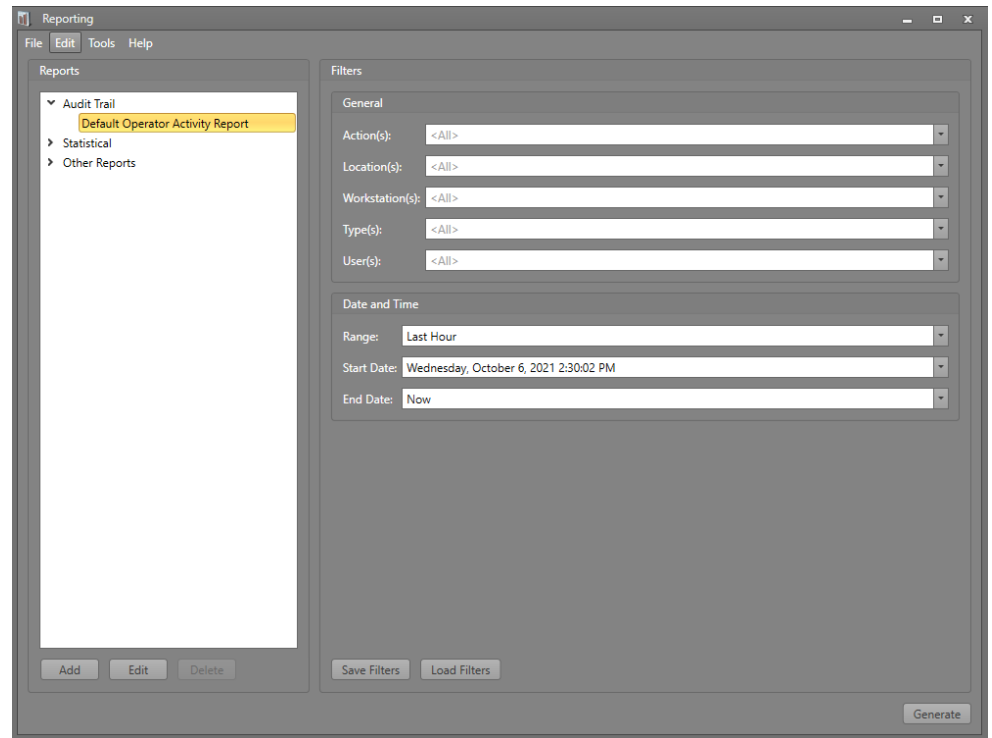 Reporting
File Edit Tools Help
Reports
Audit Trail
Default Operator Activity Report
Statistical
Other Reports
Add Edit Delete
Filters
General
Action(s): <All>
Location(s): <All>
Workstation(s): <All>
Type(s): <All>
User(s): <All>
Date and Time
Range: Last Hour
Start Date: Wednesday, October 6, 2021 2:30:02 PM
End Date: Now
Save Filters Load Filters
Generate